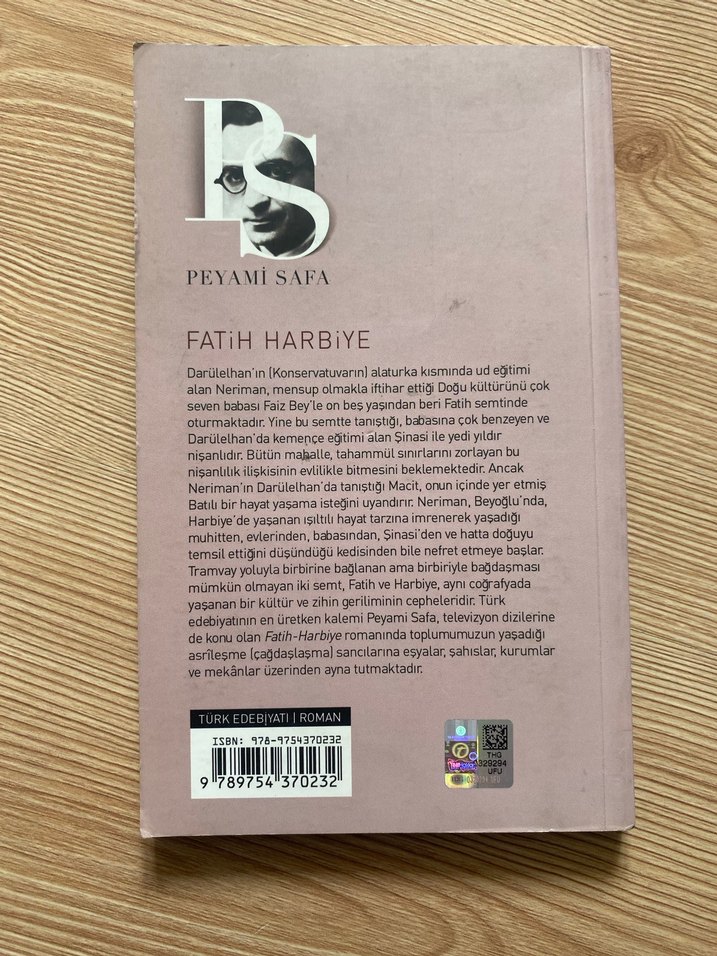 PS
PEYAMİ SAFA
FATİH HARBİYE
Darülelhan'ın (Konservatuvarın) alaturka kısmında ud eğitimi
alan Neriman, mensup olmakla iftihar ettiği Doğu kültürünü çok
seven babası Faiz Bey'le on beş yaşından beri Fatih semtinde
oturmaktadır. Yine bu semtte tanıştığı, babasına çok benzeyen ve
Darülelhan'da kemençe eğitimi alan Şinasi ile yedi yıldır
nişanlıdır. Bütün mahalle, tahammül sınırlarını zorlayan bu
nişanlılık ilişkisinin evlilikle bitmesini beklemektedir. Ancak
Neriman'ın Darülelhan'da tanıştığı Macit, onun içinde yer etmiş
Batılı bir hayat yaşama isteğini uyandırır. Neriman, Beyoğlu'nda,
Harbiye'de yaşanan ışıltılı hayat tarzına imrenerek yaşadığı
muhitten, evlerinden, babasından, Şinasi'den ve hatta doğuyu
temsil ettiğini düşündüğü kedisinden bile nefret etmeye başlar.
Tramvay yoluyla birbirine bağlanan ama birbiriyle bağdaşması
mümkün olmayan iki semt, Fatih ve Harbiye, aynı coğrafyada
yaşanan bir kültür ve zihin geriliminin cepheleridir. Türk
edebiyatının en üretken kalemi Peyami Safa, televizyon dizilerine
de konu olan Fatih-Harbiye romanında toplumumuzun yaşadığı
asrîleşme (çağdaşlaşma) sancılarına eşyalar, şahıslar, kurumlar
ve mekânlar üzerinden ayna tutmaktadır.
TÜRK EDEBİYATI | ROMAN
ISBN: 978-9754370232
9 789754 370232
THG
329294
UFU